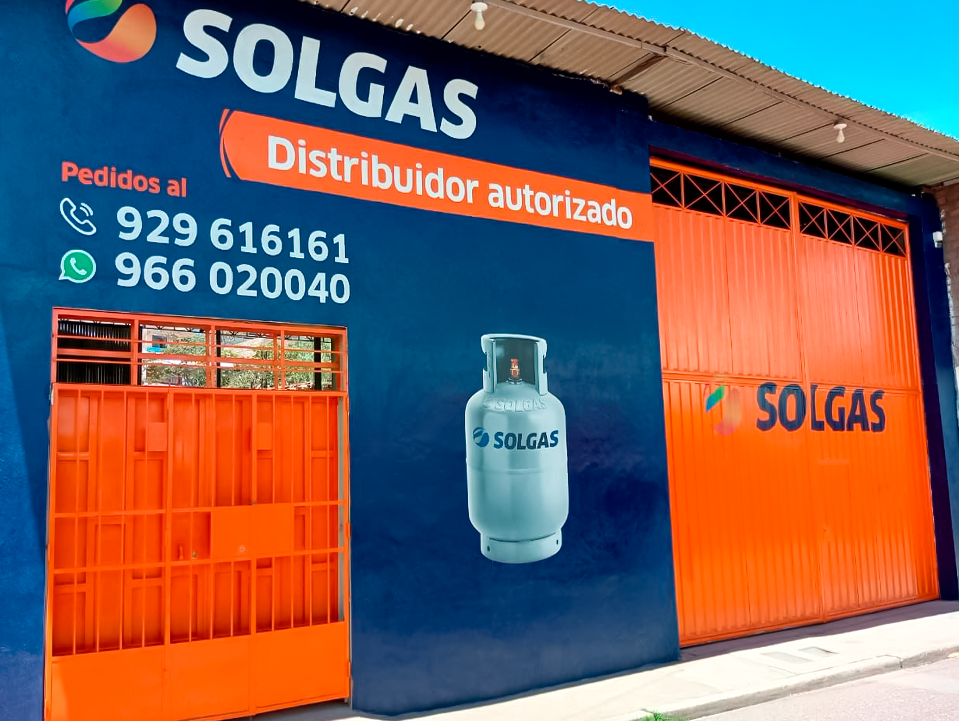 SOLGAS
Distribuidor autorizado
Pedidos al
929 616161
966 020040
SOLGAS
SOLGAS
SOLGAS